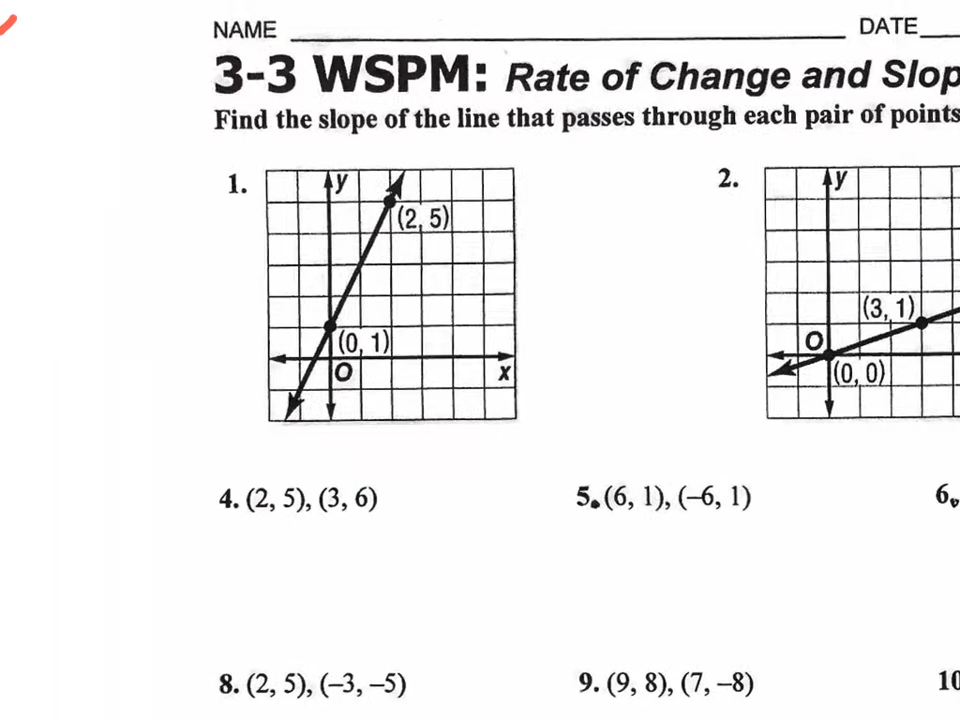 NAME DATE
3-3 WSPM: Rate of Change and Slop
Find the slope of the line that passes through each pair of points
1. y (2, 5) (0, 1) O x
2. y (3, 1) O (0, 0)
4. (2, 5), (3, 6)
5. (6, 1), (–6, 1)
6.
8. (2, 5), (–3, –5)
9. (9, 8), (7, –8)
10